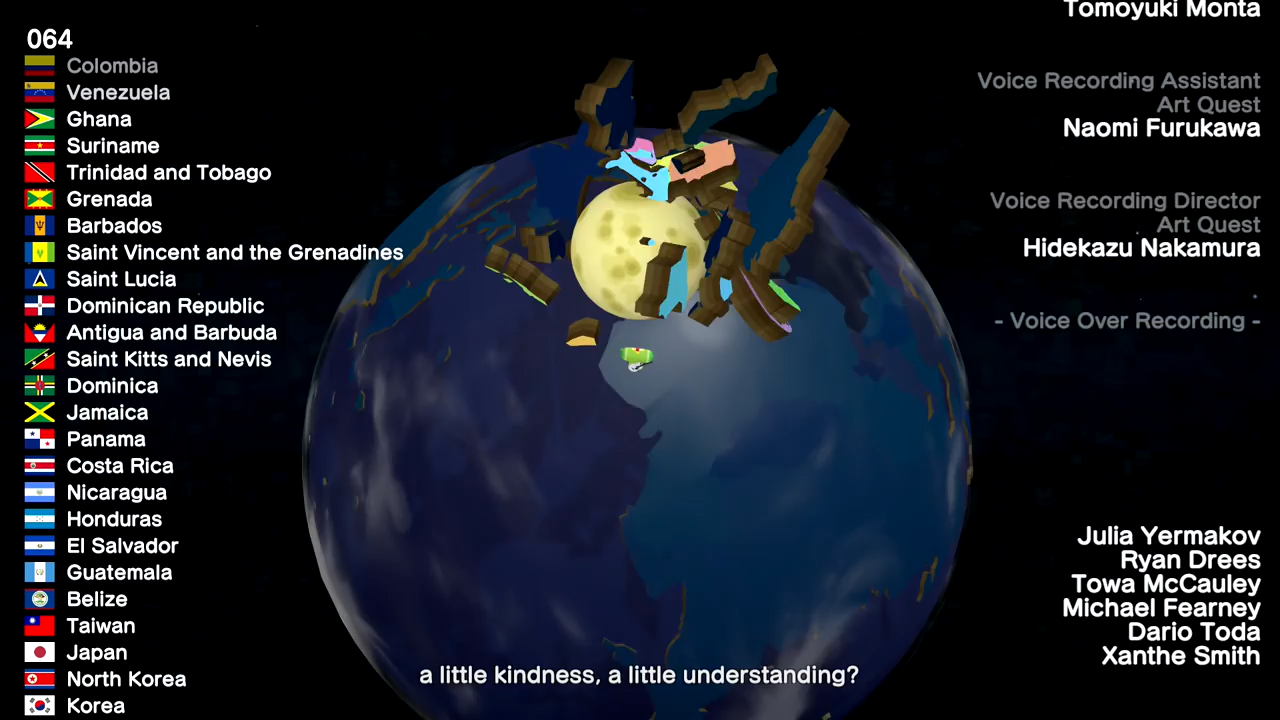 064
Colombia
Venezuela
Ghana
Suriname
Trinidad and Tobago
Grenada
Barbados
Saint Vincent and the Grenadines
Saint Lucia
Dominican Republic
Antigua and Barbuda
Saint Kitts and Nevis
Dominica
Jamaica
Panama
Costa Rica
Nicaragua
Honduras
El Salvador
Guatemala
Belize
Taiwan
Japan
North Korea
Korea
Tomoyuki Monta
Voice Recording Assistant
Art Quest
Naomi Furukawa
Voice Recording Director
Art Quest
Hidekazu Nakamura
- Voice Over Recording -
Julia Yermakov
Ryan Drees
Towa McCauley
Michael Fearney
Dario Toda
Xanthe Smith
a little kindness, a little understanding?